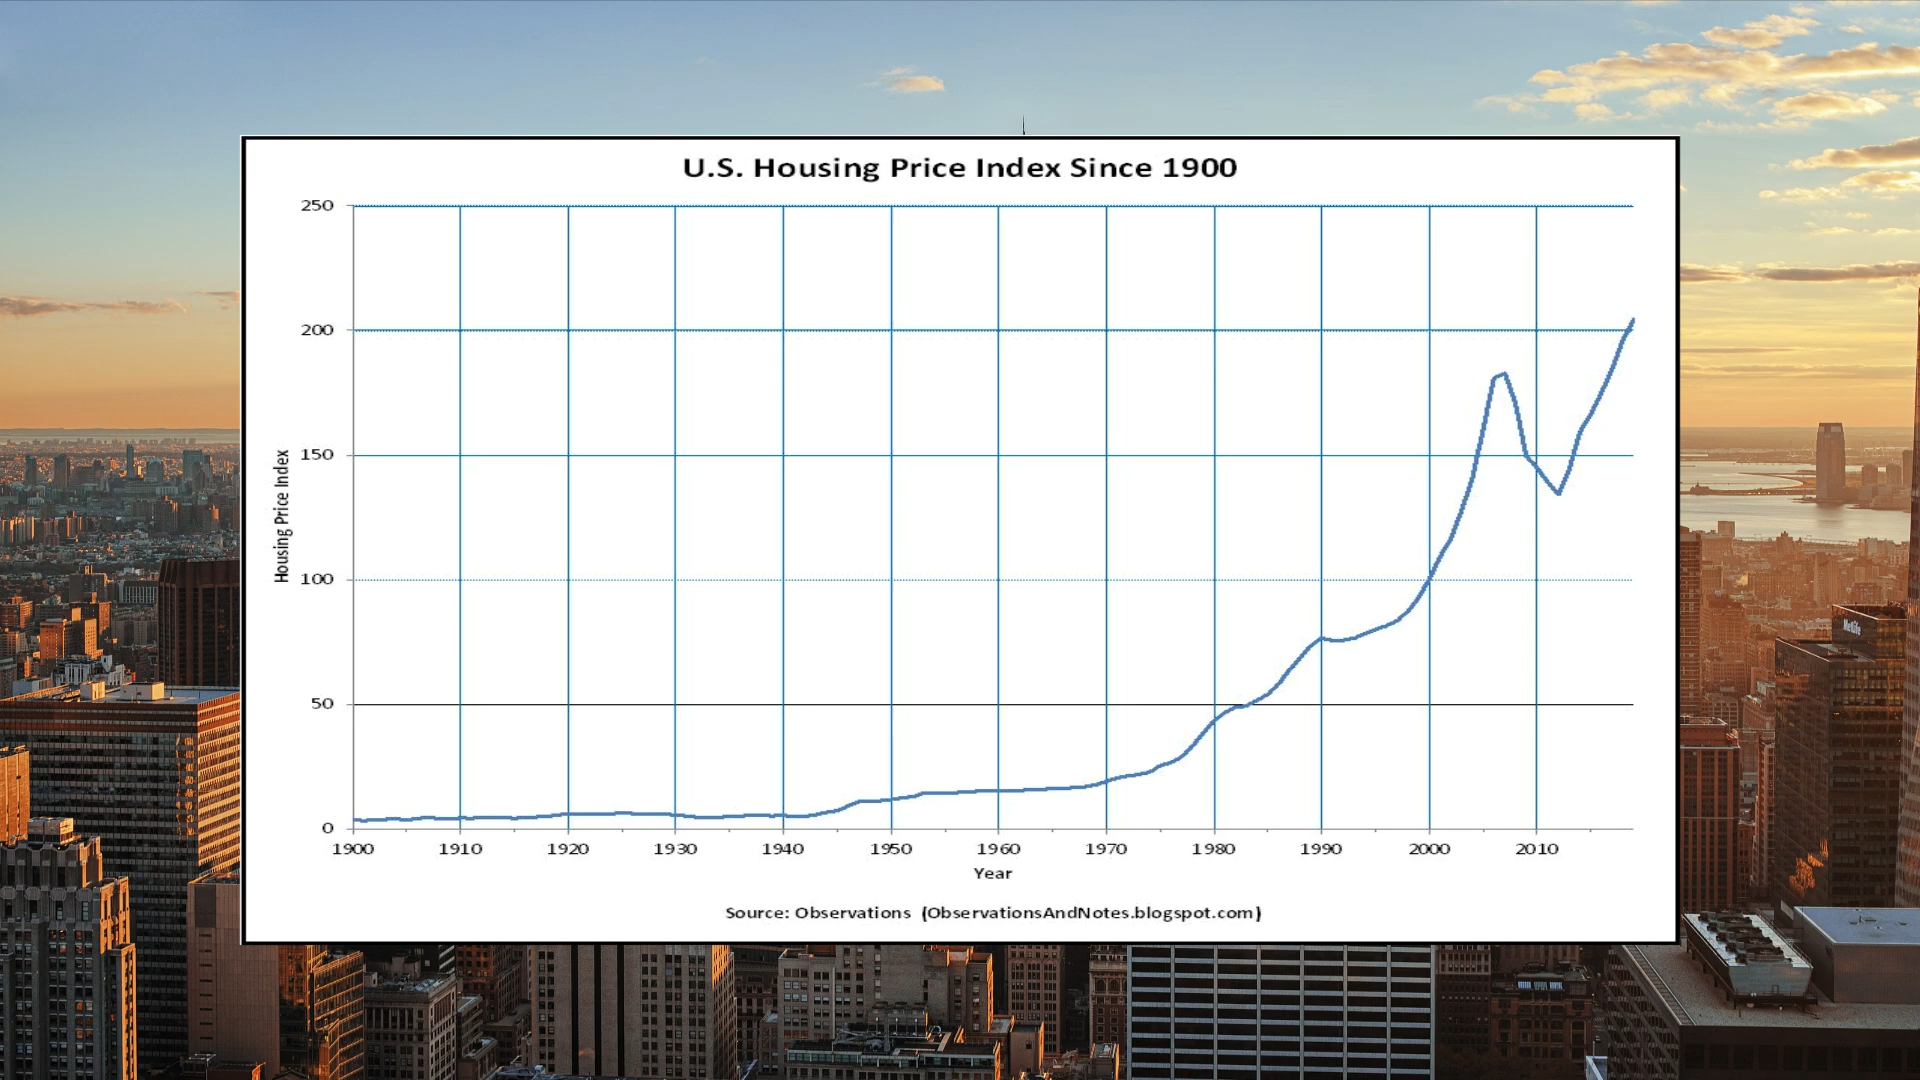 U.S. Housing Price Index Since 1900
250
200
150
100
50
0
Housing Price Index
1900 1910 1920 1930 1940 1950 1960 1970 1980 1990 2000 2010
Year
Source: Observations (ObservationsAndNotes.blogspot.com)
MetLife